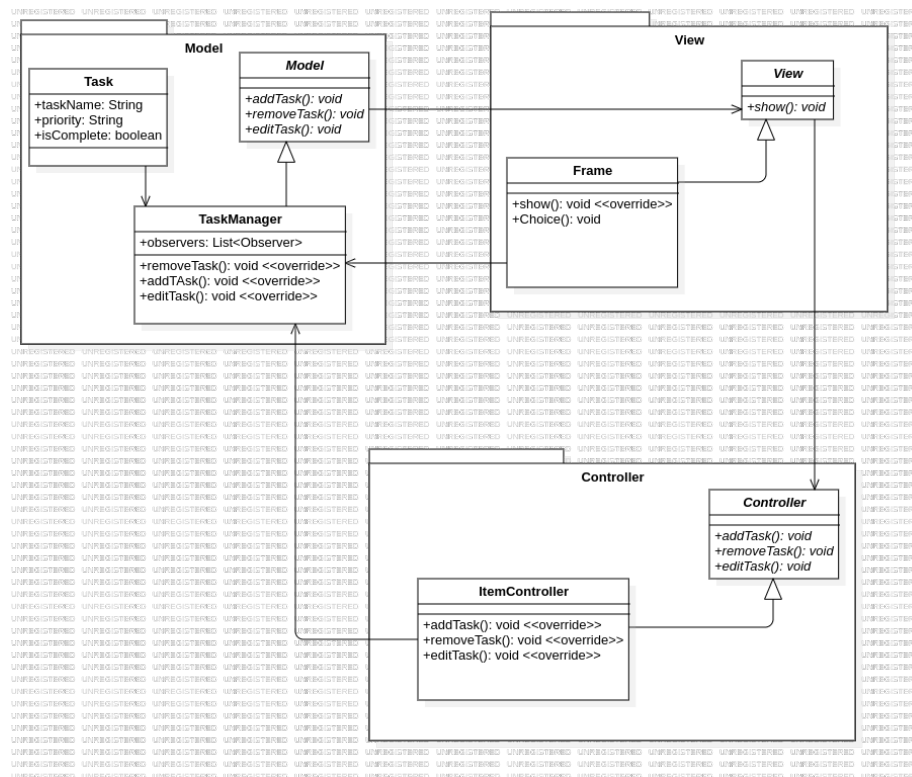 Model
Task
+taskName: String
+priority: String
+isComplete: boolean
Model
+addTask(): void
+removeTask(): void
+editTask(): void
TaskManager
+observers: List<Observer>
+removeTask(): void <<override>>
+addTAsk(): void <<override>>
+editTask(): void <<override>>
View
View
+show(): void
Frame
+show(): void <<override>>
+Choice(): void
Controller
Controller
+addTask(): void
+removeTask(): void
+editTask(): void
ItemController
+addTask(): void <<override>>
+removeTask(): void <<override>>
+editTask(): void <<override>>
UNREGISTERED